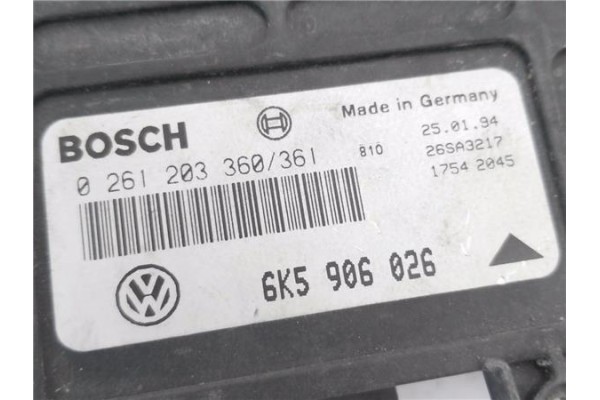 BOSCH
Made in Germany
0 261 203 360/361
810
25.01.94
26SA3217
1754 2045
6K5 906 026